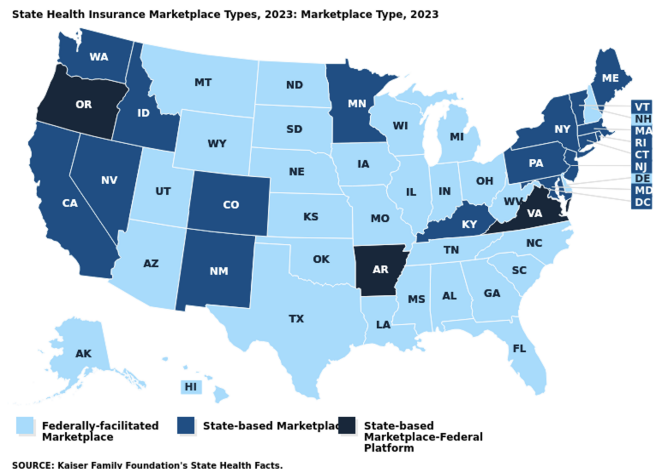 State Health Insurance Marketplace Types, 2023: Marketplace Type, 2023
WA
OR
ID
MT
ND
MN
SD
WY
NV
CA
UT
CO
NE
KS
IA
WI
MI
IL
IN
OH
MO
KY
WV
VA
PA
NY
ME
VT
NH
MA
RI
CT
NJ
DE
MD
DC
AZ
NM
OK
AR
TN
NC
SC
TX
LA
MS
AL
GA
FL
AK
HI
Federally-facilitated
Marketplace
State-based Marketplac
State-based
Marketplace-Federal
Platform
SOURCE: Kaiser Family Foundation's State Health Facts.